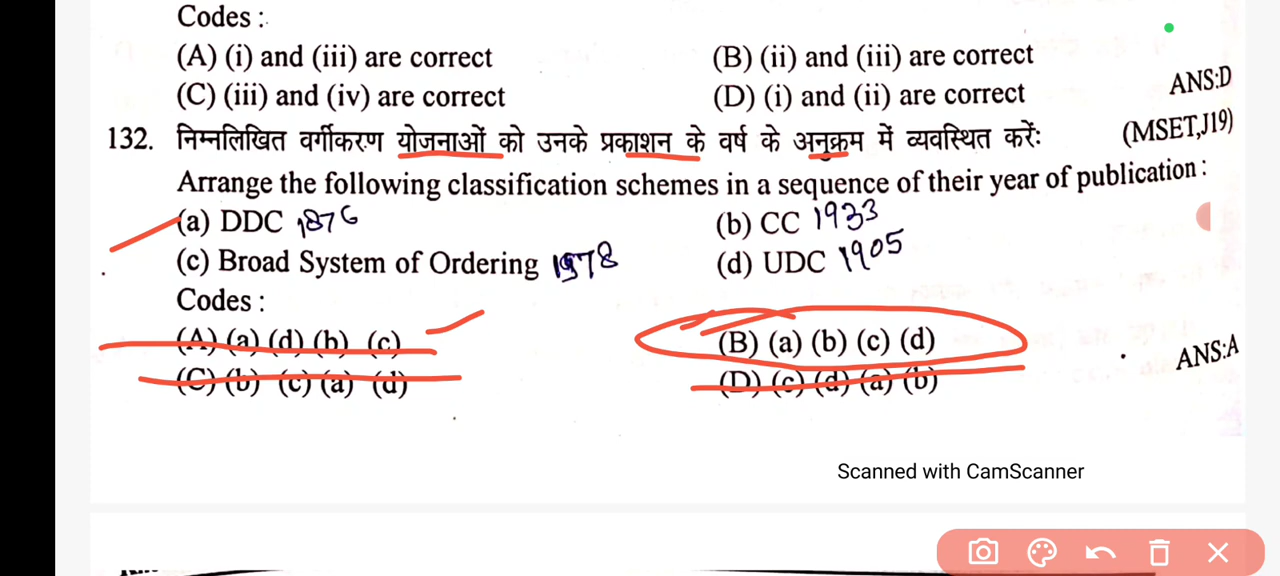 Codes :
(A) (i) and (iii) are correct (B) (ii) and (iii) are correct
(C) (iii) and (iv) are correct (D) (i) and (ii) are correct ANS:D
132. निम्नलिखित वर्गीकरण योजनाओं को उनके प्रकाशन के वर्ष के अनुक्रम में व्यवस्थित करें: (MSET,J19)
Arrange the following classification schemes in a sequence of their year of publication :
(a) DDC 1876 (b) CC 1933
(c) Broad System of Ordering 1978 (d) UDC 1905
Codes :
(A) (a) (d) (b) (c) (B) (a) (b) (c) (d)
(C) (b) (c) (a) (d) (D) (c) (d) (a) (b) ANS:A
Scanned with CamScanner